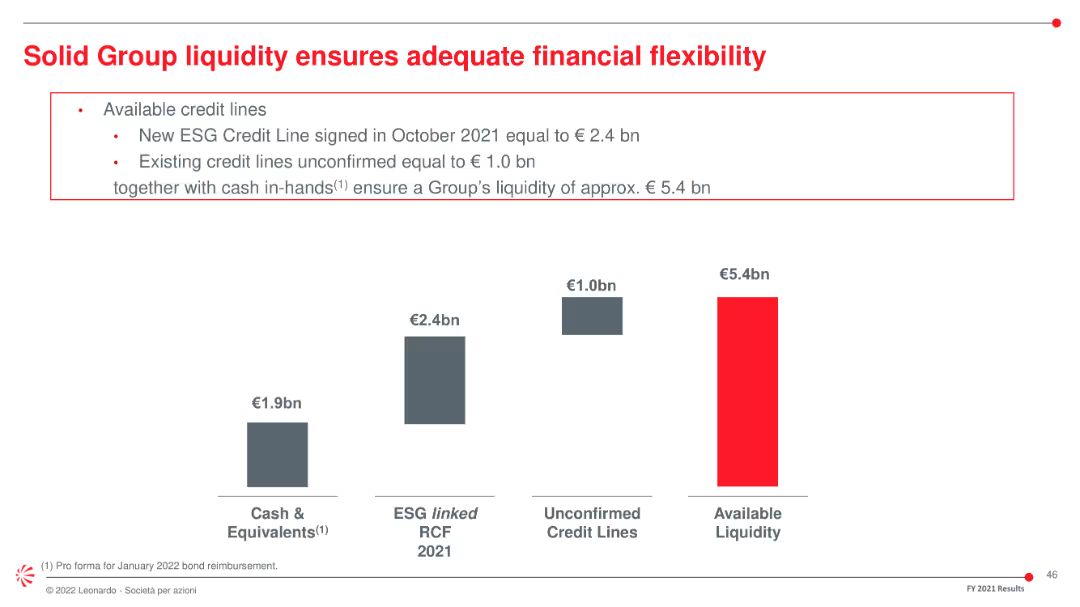 Solid Group liquidity ensures adequate financial flexibility
• Available credit lines
• New ESG Credit Line signed in October 2021 equal to € 2.4 bn
• Existing credit lines unconfirmed equal to € 1.0 bn
together with cash in-hands(1) ensure a Group's liquidity of approx. € 5.4 bn
€1.9bn
€2.4bn
€1.0bn
€5.4bn
Cash &
Equivalents(1)
ESG linked
RCF
2021
Unconfirmed
Credit Lines
Available
Liquidity
(1) Pro forma for January 2022 bond reimbursement.
© 2022 Leonardo - Società per azioni
FY 2021 Results
46